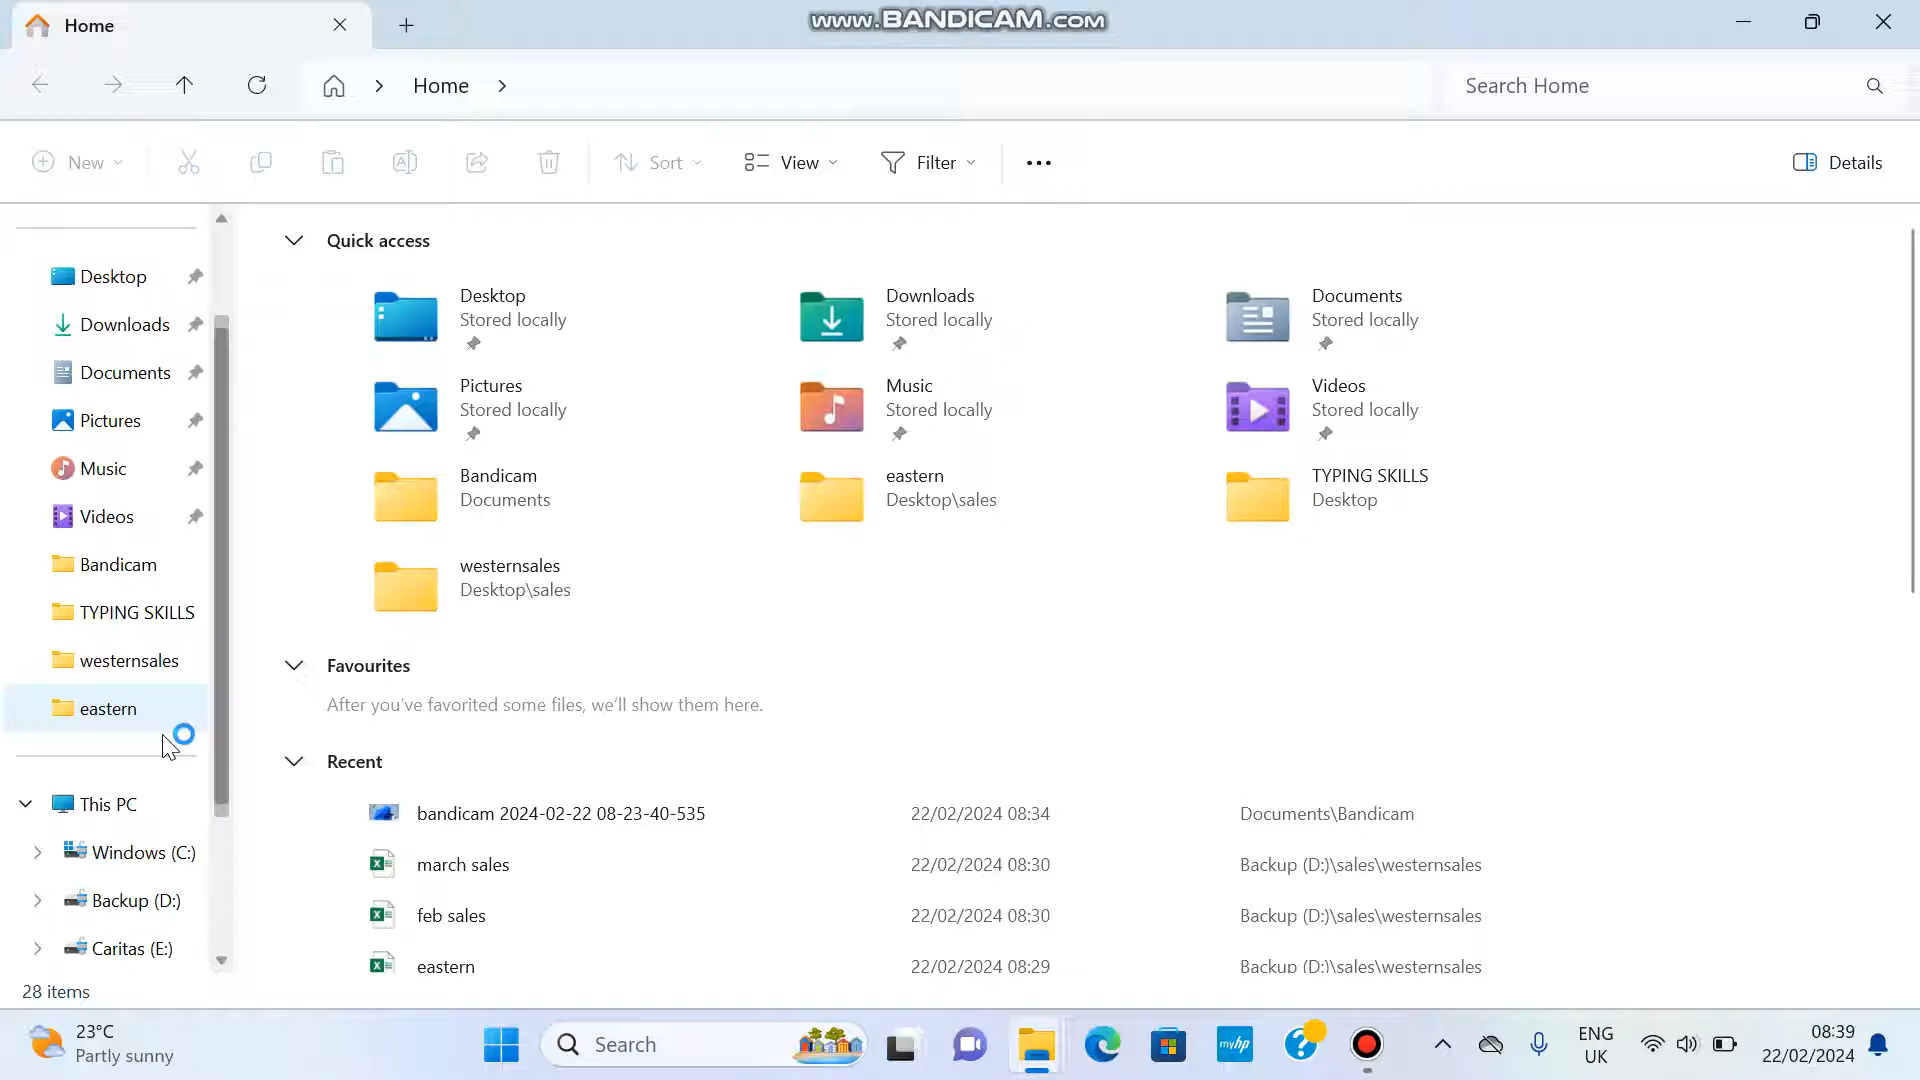 Home
www.BANDICAM.COM
Home
Search Home
New
Sort
View
Filter
Details
Desktop
Downloads
Documents
Pictures
Music
Videos
Bandicam
TYPING SKILLS
westernsales
eastern
This PC
Windows (C:)
Backup (D:)
Caritas (E:)
Quick access
Desktop
Stored locally
Downloads
Stored locally
Documents
Stored locally
Pictures
Stored locally
Music
Stored locally
Videos
Stored locally
Bandicam
Documents
eastern
Desktop\sales
TYPING SKILLS
Desktop
westernsales
Desktop\sales
Favourites
After you've favorited some files, we'll show them here.
Recent
bandicam 2024-02-22 08-23-40-535 22/02/2024 08:34 Documents\Bandicam
march sales 22/02/2024 08:30 Backup (D:)\sales\westernsales
feb sales 22/02/2024 08:30 Backup (D:)\sales\westernsales
eastern 22/02/2024 08:29 Backup (D:)\sales\westernsales
28 items
23°C
Partly sunny
Search
myhp
ENG
UK
08:39
22/02/2024